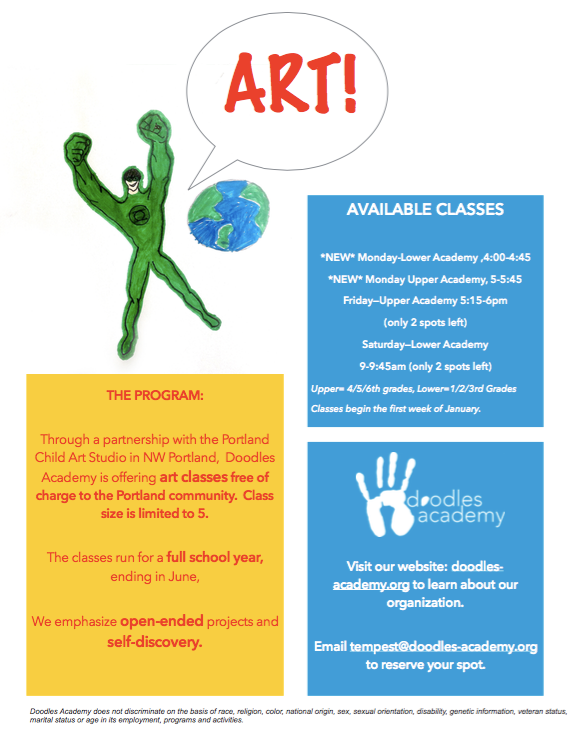 ART!
AVAILABLE CLASSES
*NEW* Monday-Lower Academy ,4:00-4:45
*NEW* Monday Upper Academy, 5-5:45
Friday—Upper Academy 5:15-6pm
(only 2 spots left)
Saturday—Lower Academy
9-9:45am (only 2 spots left)
Upper= 4/5/6th grades, Lower=1/2/3rd Grades
Classes begin the first week of January.
THE PROGRAM:
Through a partnership with the Portland
Child Art Studio in NW Portland, Doodles
Academy is offering art classes free of
charge to the Portland community. Class
size is limited to 5.
The classes run for a full school year,
ending in June,
We emphasize open-ended projects and
self-discovery.
doodles
academy
Visit our website: doodles-
academy.org to learn about our
organization.
Email tempest@doodles-academy.org
to reserve your spot.
Doodles Academy does not discriminate on the basis of race, religion, color, national origin, sex, sexual orientation, disability, genetic information, veteran status,
marital status or age in its employment, programs and activities.